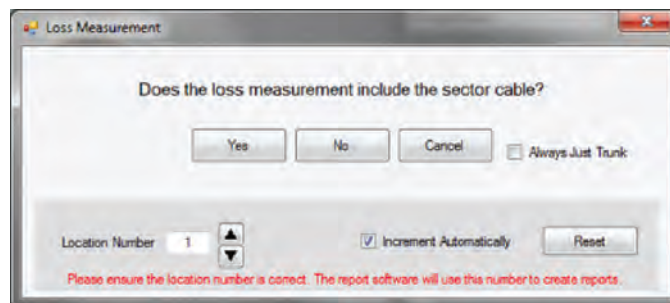 Loss Measurement
Does the loss measurement include the sector cable?
Yes No Cancel Always Just Trunk
Location Number 1 Increment Automatically Reset
Please ensure the location number is correct. The report software will use this number to create reports.